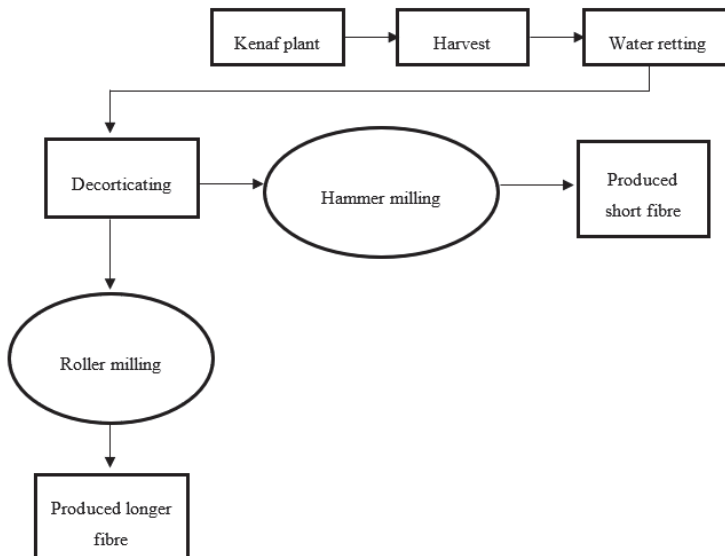 Kenaf plant
Harvest
Water retting
Decorticating
Hammer milling
Produced
short fibre
Roller milling
Produced longer
fibre